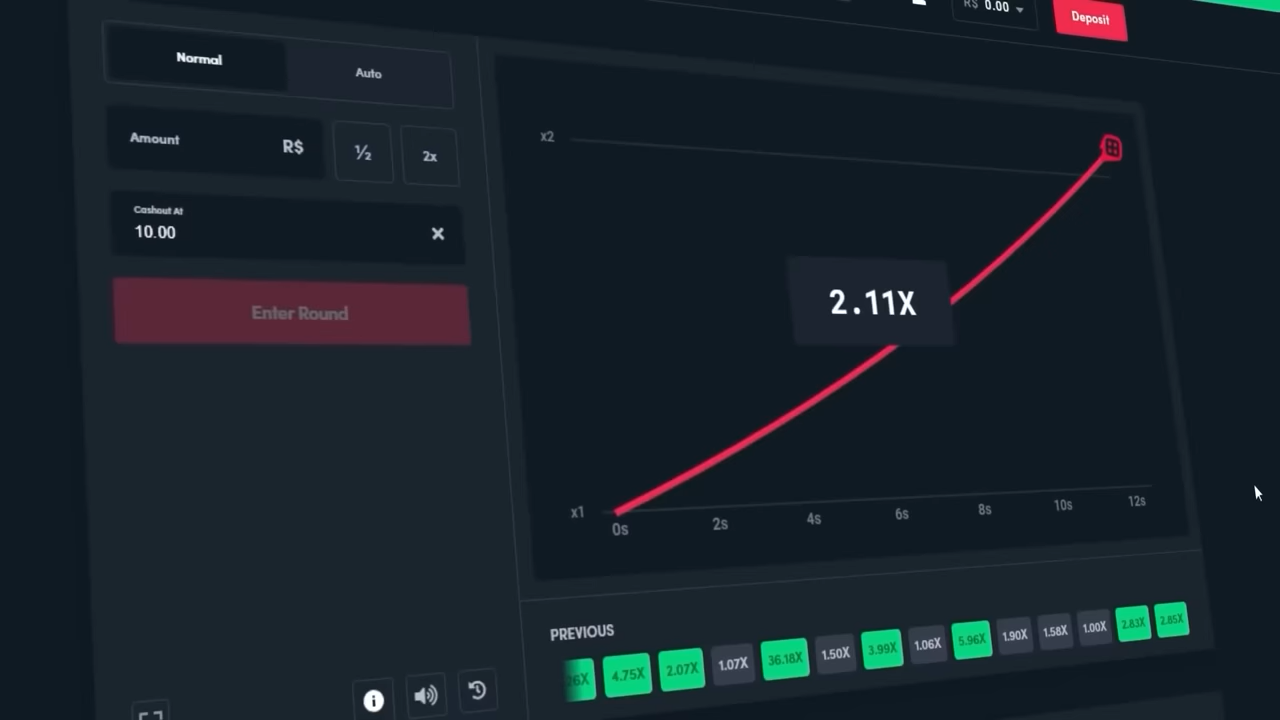 R$ 0.00
Deposit
Normal
Auto
Amount
R$
½
2x
Cashout At
10.00
Enter Round
x2
2.11X
x1
0s 2s 4s 6s 8s 10s 12s
PREVIOUS
26X 4.75X 2.07X 1.07X 36.18X 1.50X 3.99X 1.06X 5.96X 1.90X 1.58X 1.00X 2.83X 2.85X